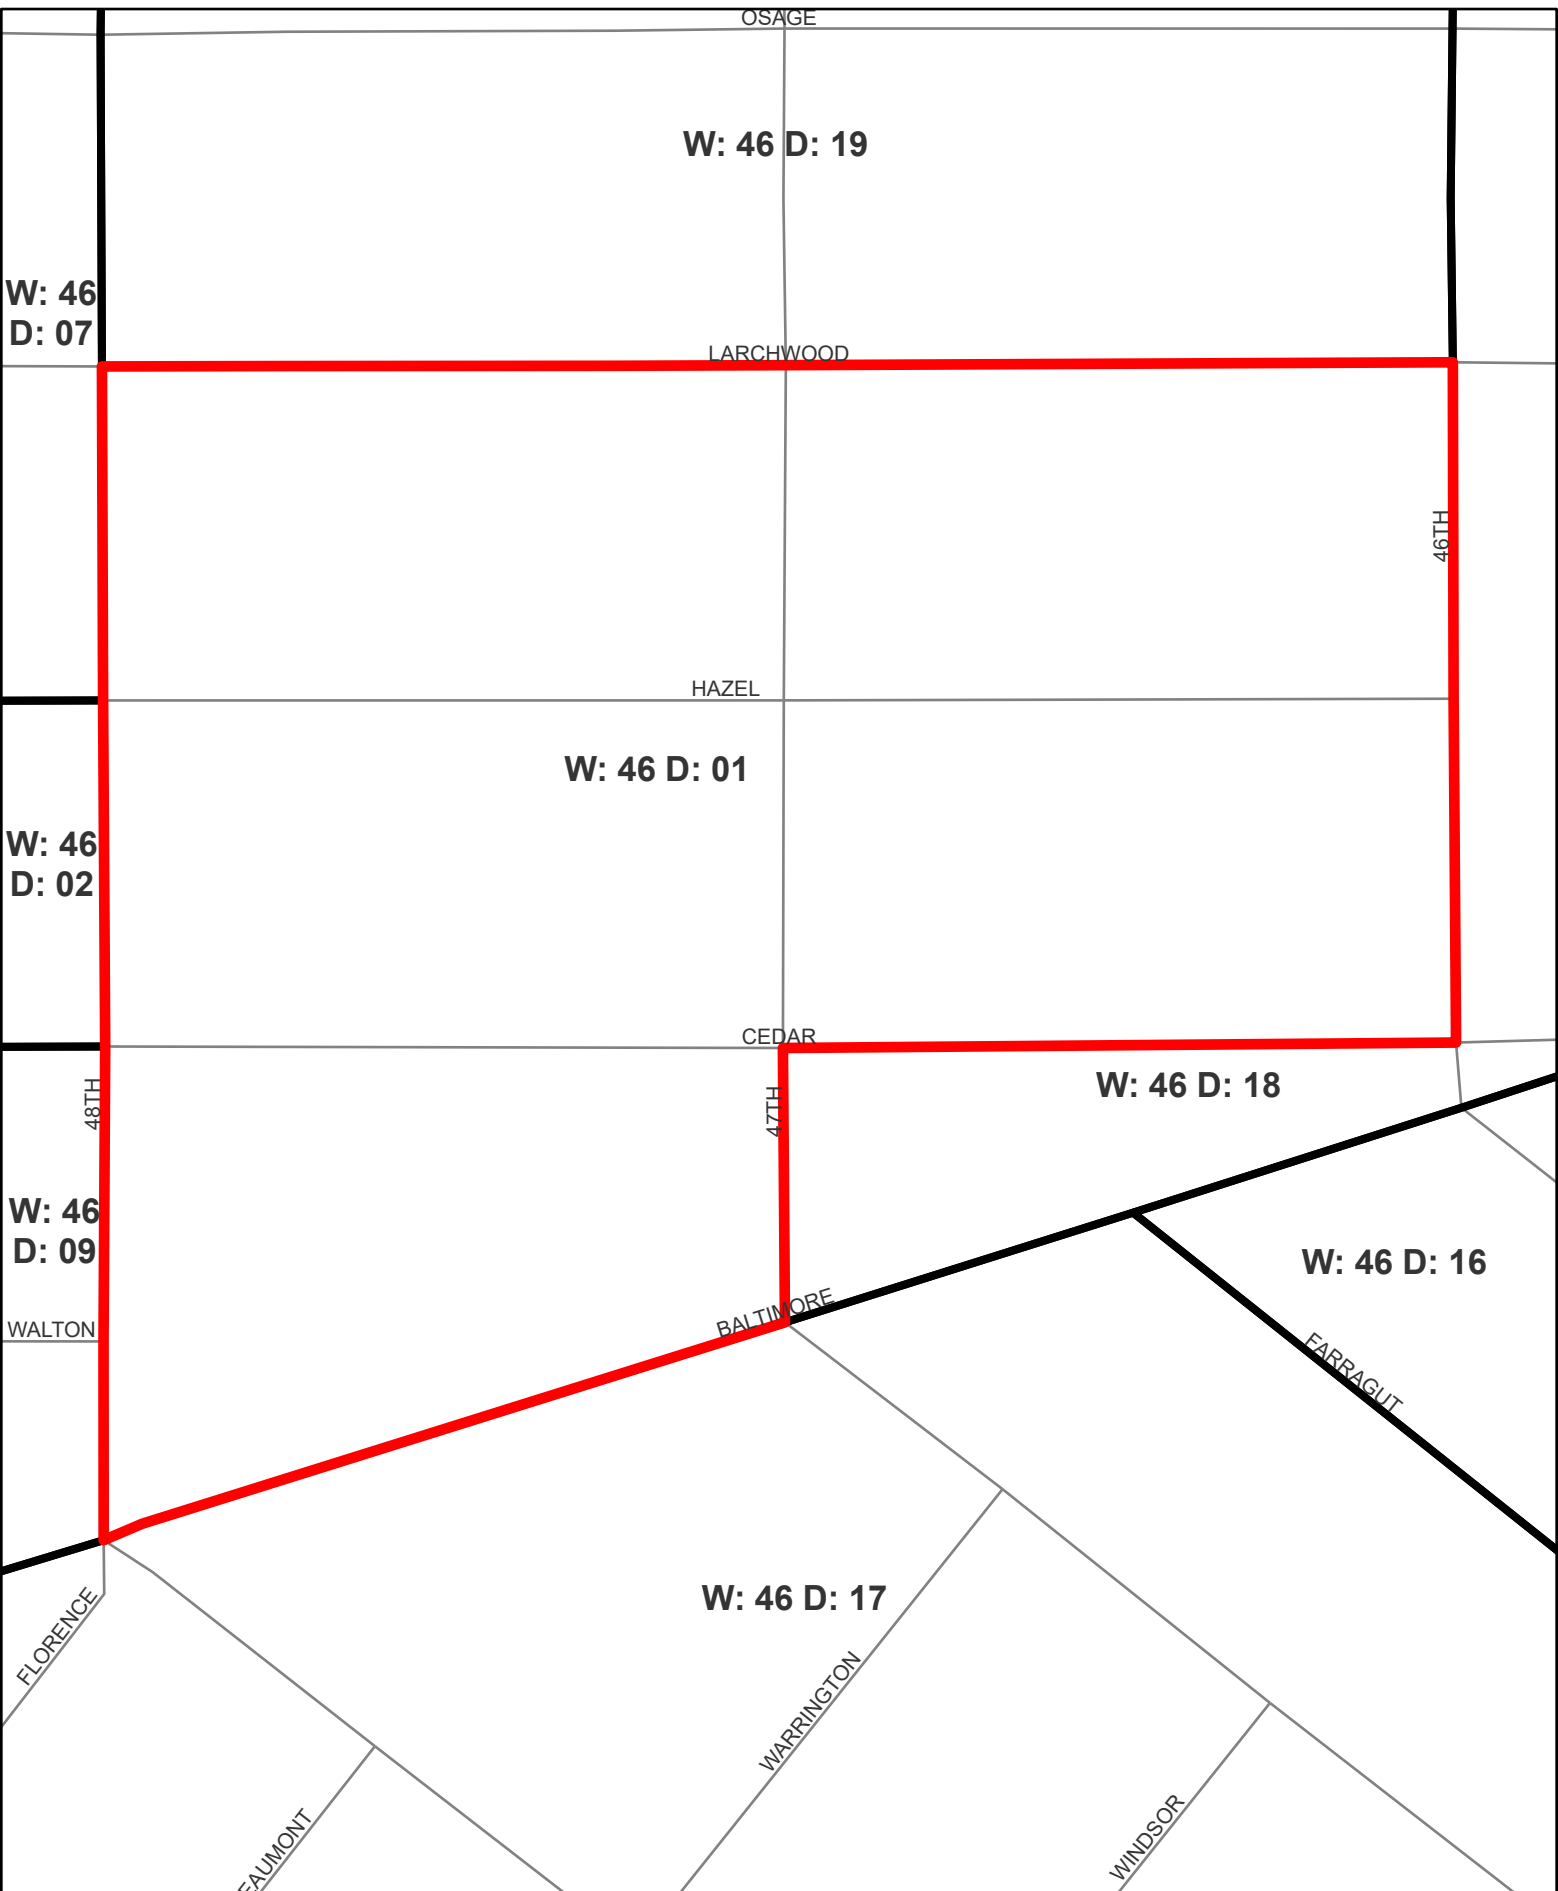 OSAGE
W: 46 D: 19
W: 46
D: 07
LARCHWOOD
46TH
HAZEL
W: 46 D: 01
W: 46
D: 02
CEDAR
48TH
47TH
W: 46 D: 18
W: 46
D: 09
W: 46 D: 16
BALTIMORE
WALTON
FARRAGUT
FLORENCE
W: 46 D: 17
WARRINGTON
WINDSOR
EAUMONT